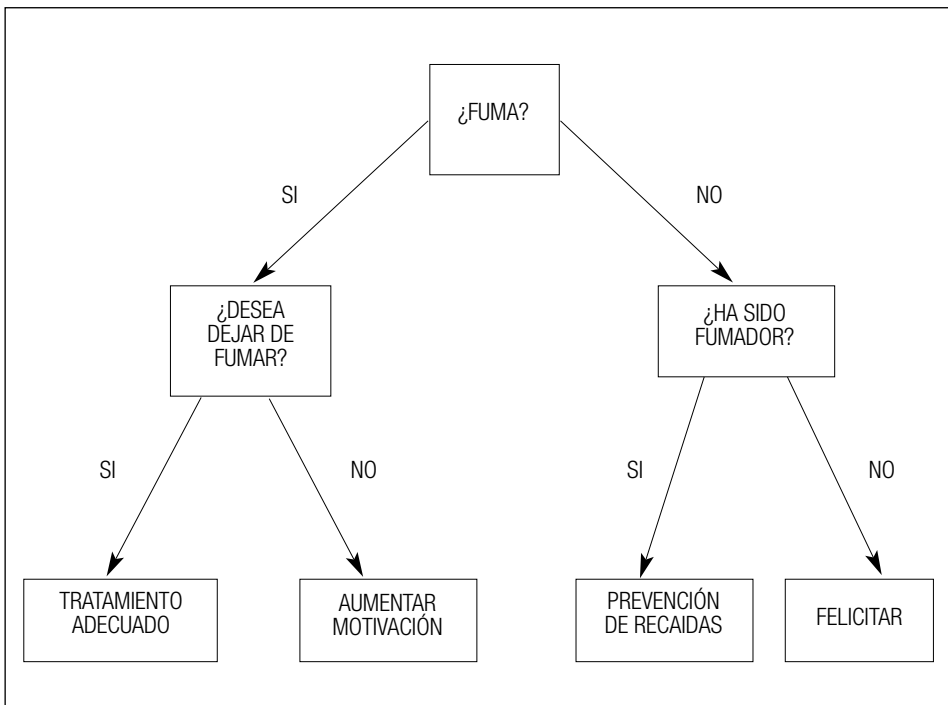 ¿FUMA?
SI
NO
¿DESEA
DEJAR DE
FUMAR?
¿HA SIDO
FUMADOR?
SI
NO
SI
NO
TRATAMIENTO
ADECUADO
AUMENTAR
MOTIVACIÓN
PREVENCIÓN
DE RECAIDAS
FELICITAR